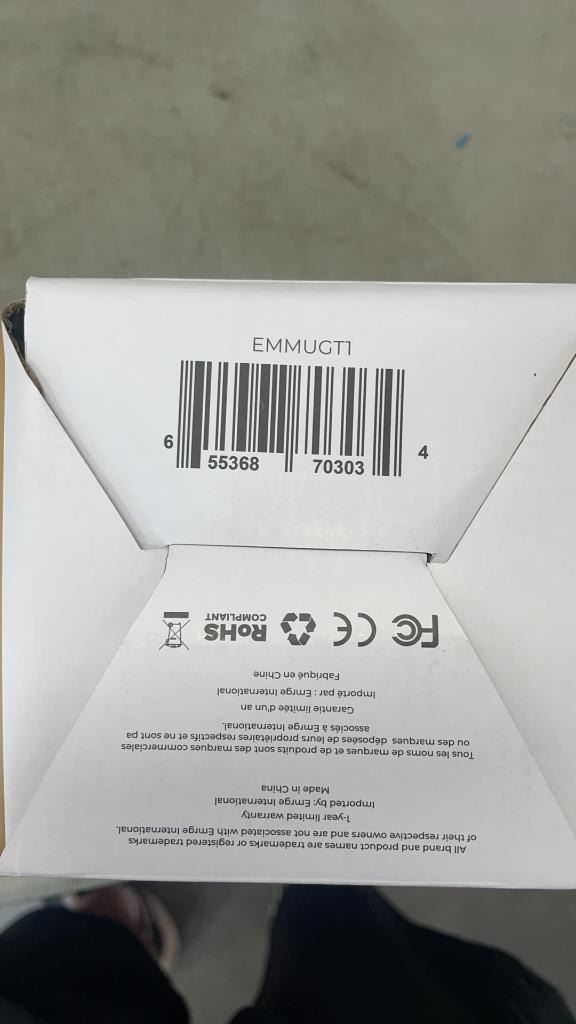 EMMUGT1
6 55368 70303 4
All brand and product names are trademarks or registered trademarks
of their respective owners and are not associated with Emrge International.
1-year limited warranty
Imported by: Emrge International
Made in China
Tous les noms de marques et de produits sont des marques commerciales
ou des marques déposées de leurs propriétaires respectifs et ne sont pa
associés à Emrge International.
Garantie limitée d'un an
Importé par : Emrge International
Fabriqué en Chine
FC CE RoHS
COMPLIANT